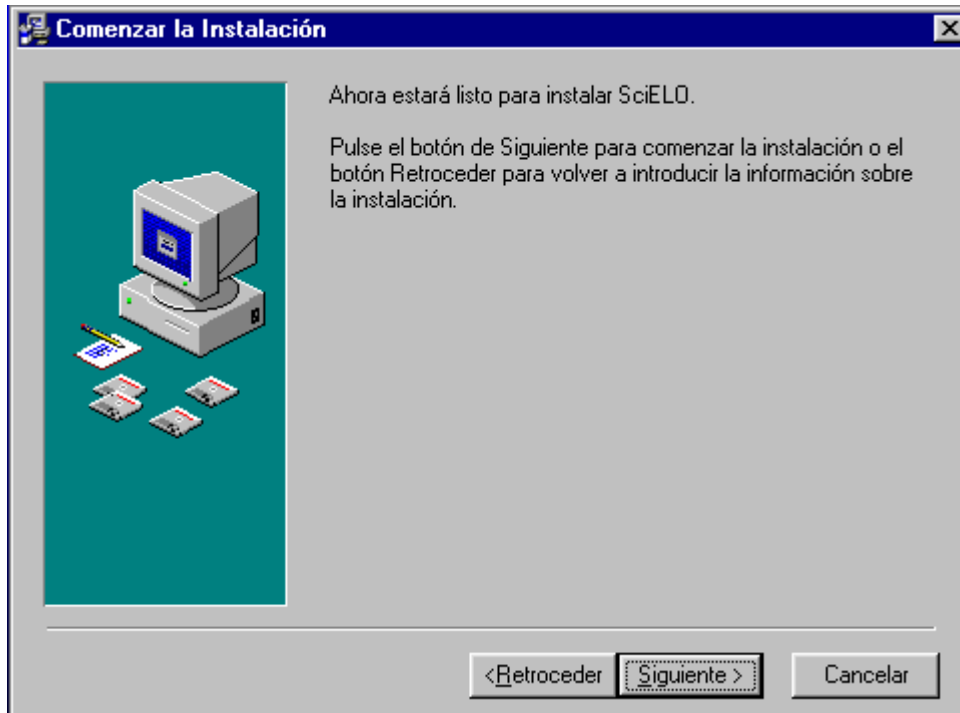 Comenzar la Instalación
Ahora estará listo para instalar SciELO.
Pulse el botón de Siguiente para comenzar la instalación o el
botón Retroceder para volver a introducir la información sobre
la instalación.
<Retroceder
Siguiente >
Cancelar